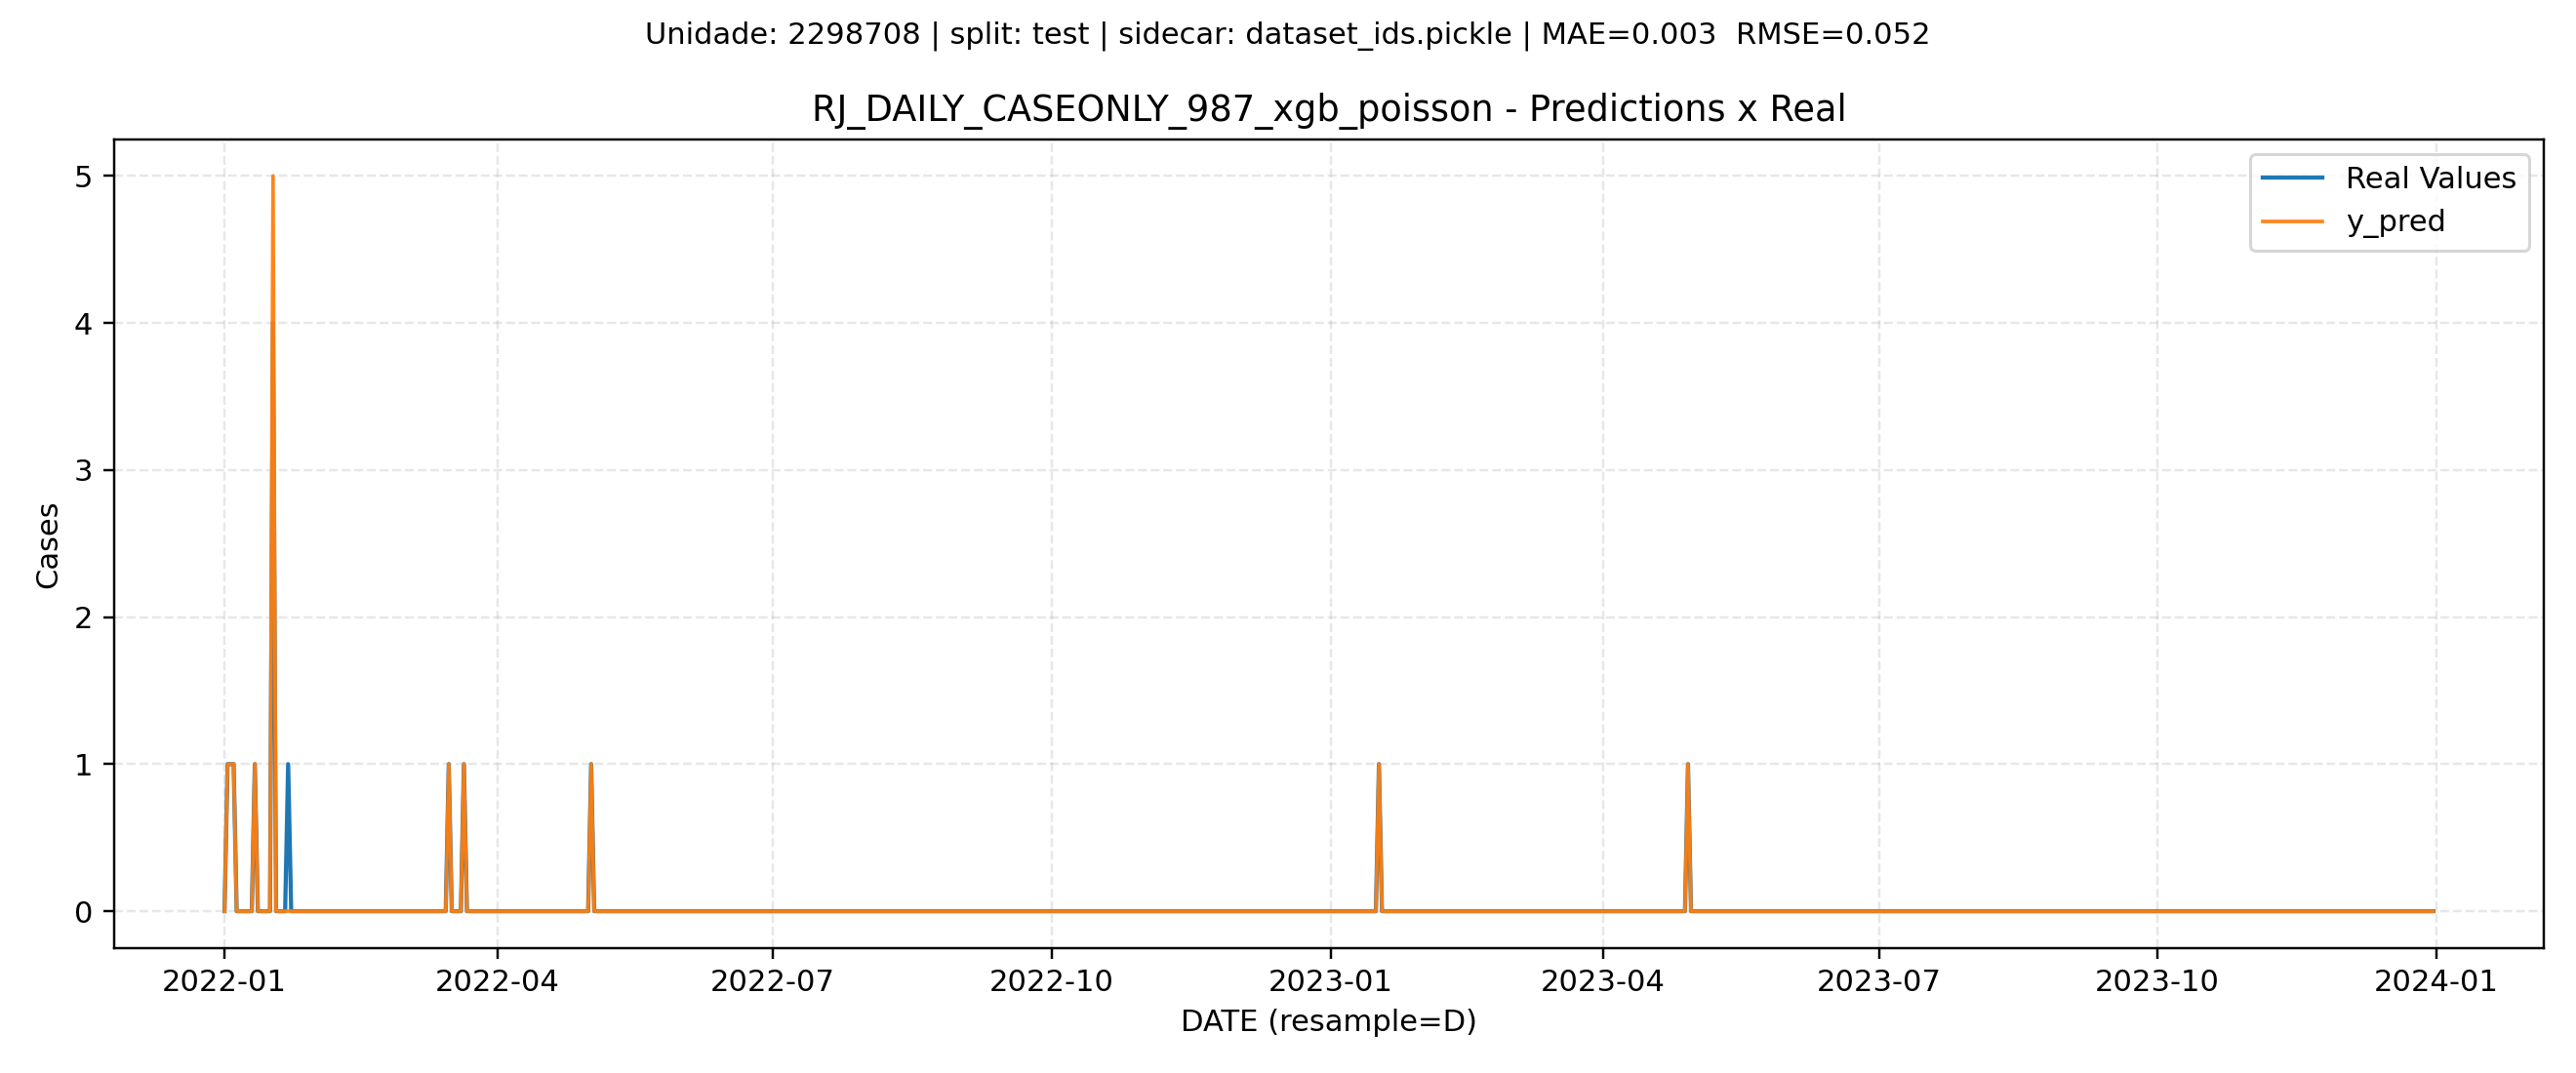 Unidade: 2298708 | split: test | sidecar: dataset_ids.pickle | MAE=0.003  RMSE=0.052
RJ_DAILY_CASEONLY_987_xgb_poisson - Predictions x Real
Real Values
y_pred
5
4
3
2
1
0
Cases
2022-01 2022-04 2022-07 2022-10 2023-01 2023-04 2023-07 2023-10 2024-01
DATE (resample=D)